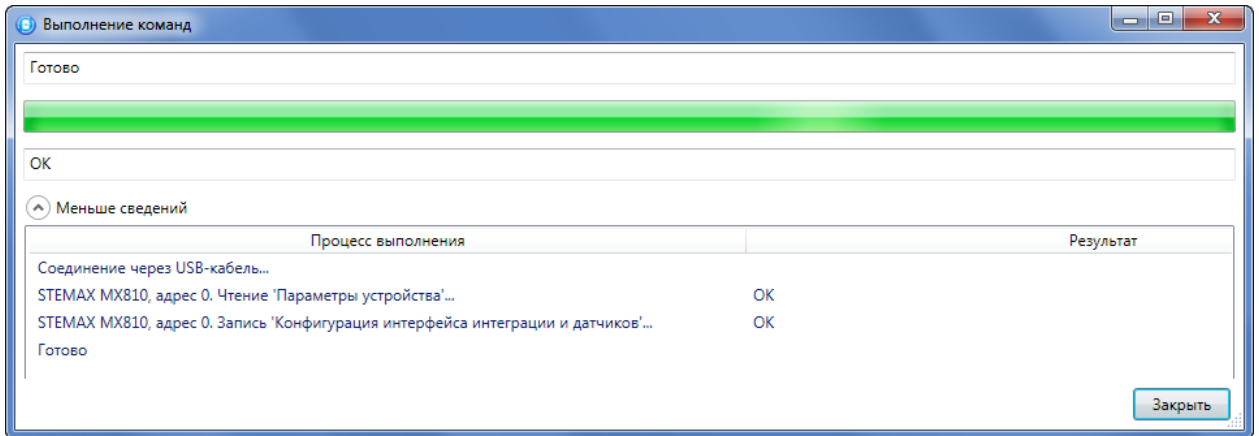 Выполнение команд
Готово
OK
Меньше сведений
Процесс выполнения Результат
Соединение через USB-кабель...
STEMAX MX810, адрес 0. Чтение 'Параметры устройства'... OK
STEMAX MX810, адрес 0. Запись 'Конфигурация интерфейса интеграции и датчиков'... OK
Готово
Закрыть